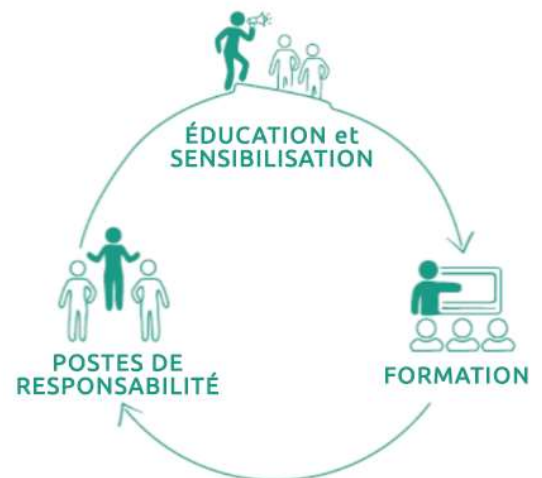 ÉDUCATION et
SENSIBILISATION
POSTES DE
RESPONSABILITÉ
FORMATION